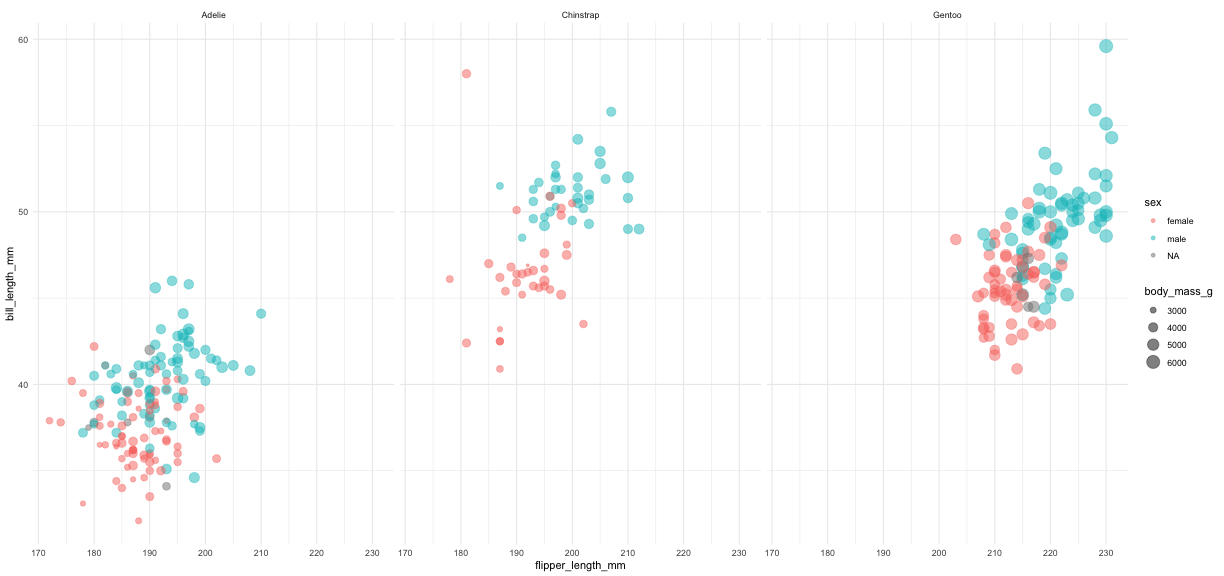 Adelie
Chinstrap
Gentoo
60
50
40
bill_length_mm
170 180 190 200 210 220 230
170 180 190 200 210 220 230
170 180 190 200 210 220 230
flipper_length_mm
sex
female
male
NA
body_mass_g
3000
4000
5000
6000